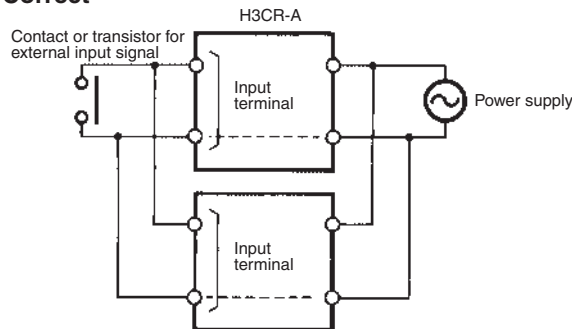 Correct
H3CR-A
Contact or transistor for
external input signal
Input
terminal
Power supply
Input
terminal